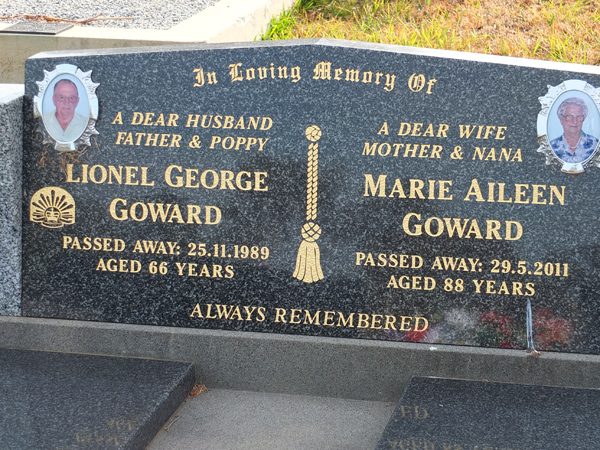 In Loving Memory Of
A DEAR HUSBAND
FATHER & POPPY
LIONEL GEORGE
GOWARD
PASSED AWAY: 25.11.1989
AGED 66 YEARS
A DEAR WIFE
MOTHER & NANA
MARIE AILEEN
GOWARD
PASSED AWAY: 29.5.2011
AGED 88 YEARS
ALWAYS REMEMBERED